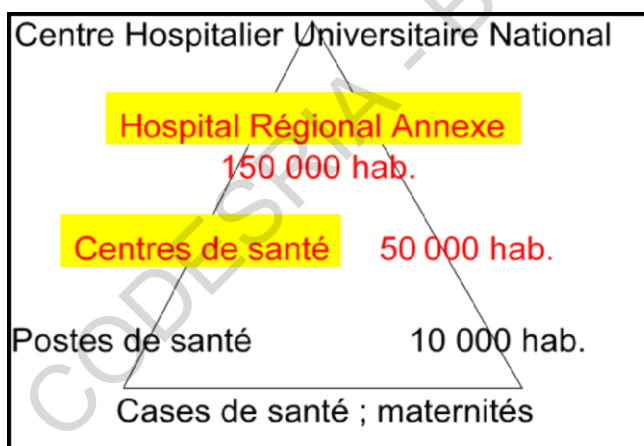 Centre Hospitalier Universitaire National
Hospital Régional Annexe
150 000 hab.
Centres de santé 50 000 hab.
Postes de santé 10 000 hab.
Cases de santé ; maternités
CODESRIA - B